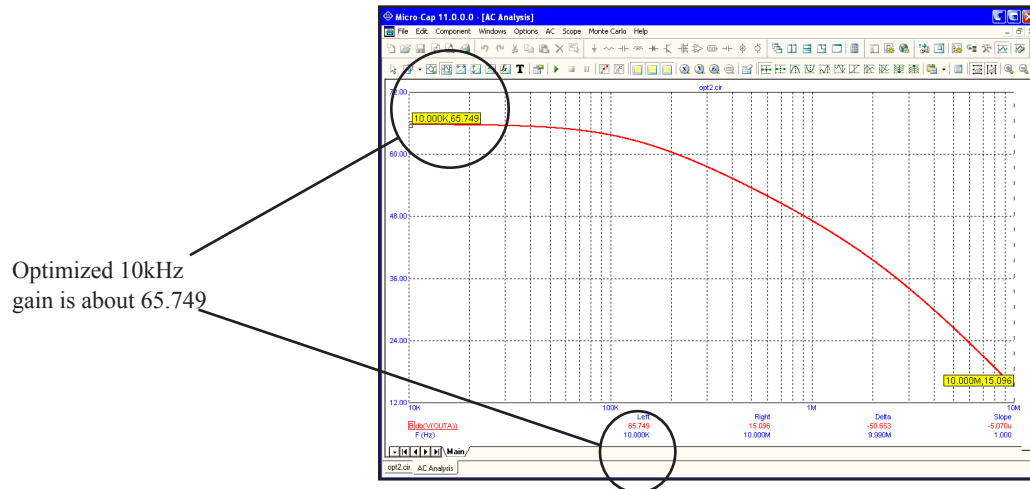 Micro-Cap 11.0.0.0 - [AC Analysis]
File Edit Component Windows Options AC Scope Monte Carlo Help
opt2.cir
72.00
10.000K,65.749
60.00
48.00
36.00
24.00
10.000M,15.096
12.00
10K 100K 1M 10M
Left Right Delta Slope
db(V(OUTA)) 65.749 15.096 -50.653 -5.070u
F (Hz) 10.000K 10.000M 9.990M 1.000
Main
opt2.cir AC Analysis
Optimized 10kHz
gain is about 65.749